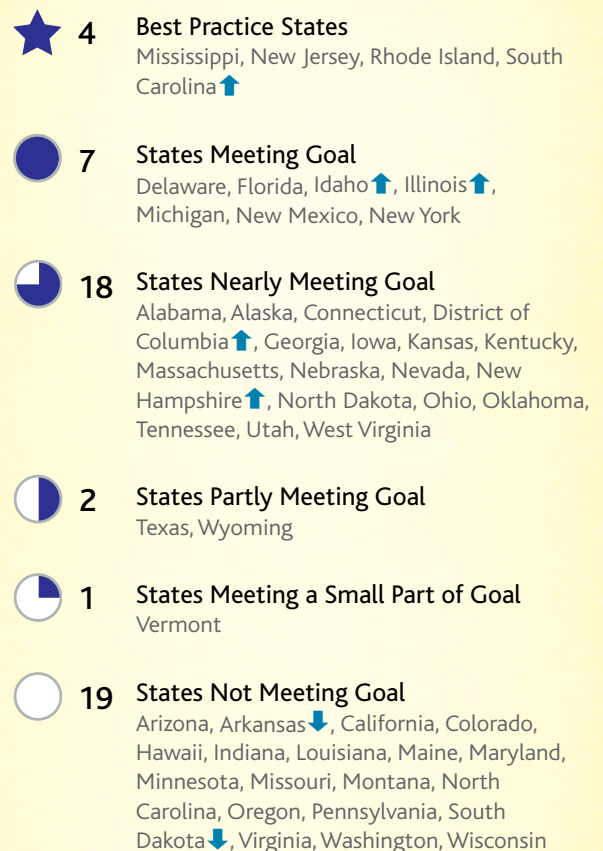 4 Best Practice States
Mississippi, New Jersey, Rhode Island, South
Carolina
7 States Meeting Goal
Delaware, Florida, Idaho, Illinois,
Michigan, New Mexico, New York
18 States Nearly Meeting Goal
Alabama, Alaska, Connecticut, District of
Columbia, Georgia, Iowa, Kansas, Kentucky,
Massachusetts, Nebraska, Nevada, New
Hampshire, North Dakota, Ohio, Oklahoma,
Tennessee, Utah, West Virginia
2 States Partly Meeting Goal
Texas, Wyoming
1 States Meeting a Small Part of Goal
Vermont
19 States Not Meeting Goal
Arizona, Arkansas, California, Colorado,
Hawaii, Indiana, Louisiana, Maine, Maryland,
Minnesota, Missouri, Montana, North
Carolina, Oregon, Pennsylvania, South
Dakota, Virginia, Washington, Wisconsin